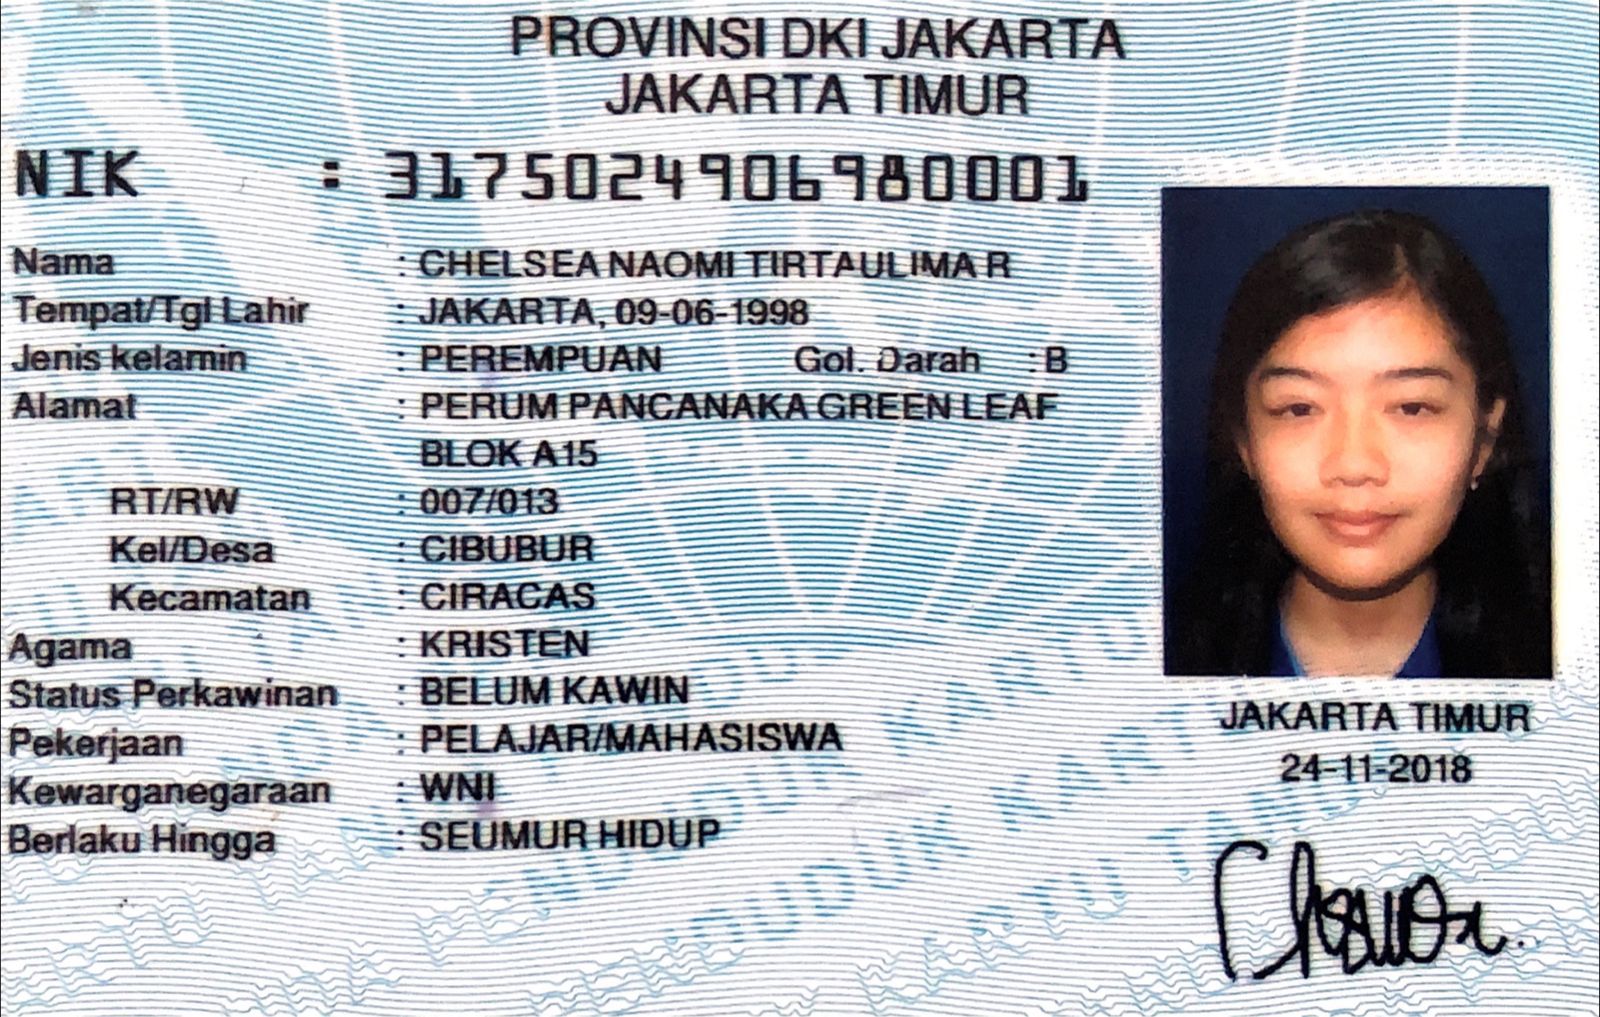 PROVINSI DKI JAKARTA
JAKARTA TIMUR
NIK : 3175024906980001
Nama : CHELSEA NAOMI TIRTAULIMA R
Tempat/Tgl Lahir : JAKARTA, 09-06-1998
Jenis kelamin : PEREMPUAN Gol. Darah : B
Alamat : PERUM PANCANAKA GREEN LEAF
BLOK A15
RT/RW : 007/013
Kel/Desa : CIBUBUR
Kecamatan : CIRACAS
Agama : KRISTEN
Status Perkawinan : BELUM KAWIN
Pekerjaan : PELAJAR/MAHASISWA
Kewarganegaraan : WNI
Berlaku Hingga : SEUMUR HIDUP
JAKARTA TIMUR
24-11-2018